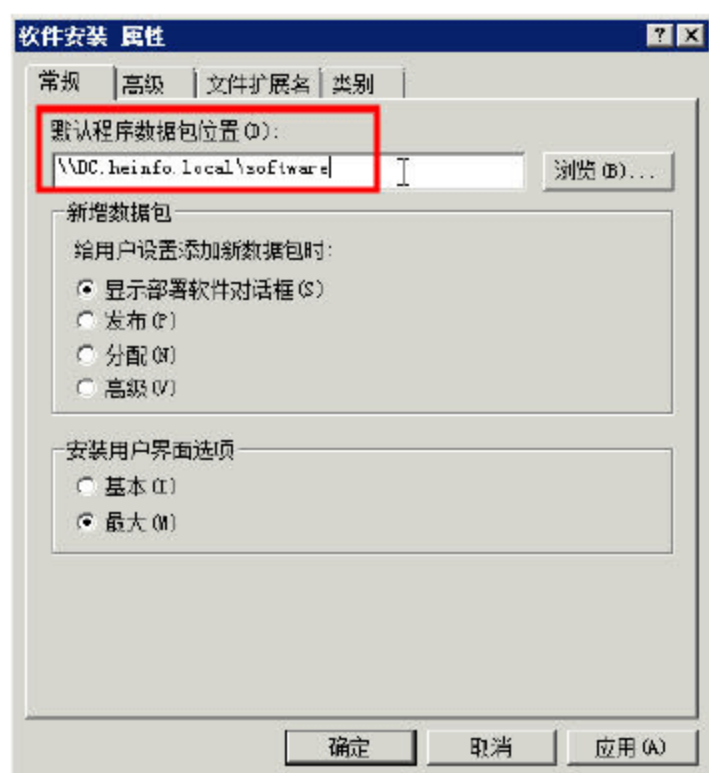 软件安装 属性
常规 高级 文件扩展名 类别
默认程序数据包位置(D):
\\DC.heinfo.local\software
浏览(B)...
新增数据包
给用户设置添加新数据包时:
显示部署软件对话框(S)
发布(P)
分配(N)
高级(V)
安装用户界面选项
基本(I)
最大(M)
确定 取消 应用(A)